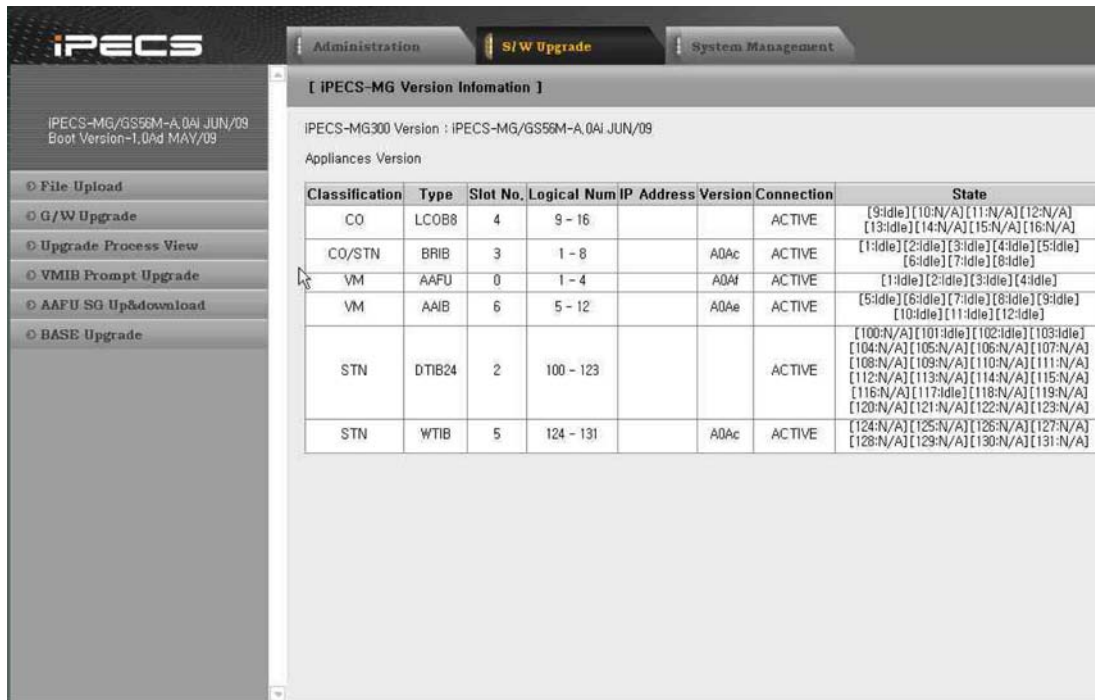 iPECS
Administration
S/W Upgrade
System Management
iPECS-MG/GS56M-A.0Ai JUN/09
Boot Version-1.0Ad MAY/09
File Upload
G/W Upgrade
Upgrade Process View
VMIB Prompt Upgrade
AAFU SG Up&download
BASE Upgrade
[ iPECS-MG Version Infomation ]
iPECS-MG300 Version : iPECS-MG/GS56M-A.0Ai JUN/09
Appliances Version
Classification Type Slot No. Logical Num IP Address Version Connection State
CO LCOB8 4 9 - 16 ACTIVE [9:Idle][10:N/A][11:N/A][12:N/A]
[13:Idle][14:N/A][15:N/A][16:N/A]
CO/STN BRIB 3 1 - 8 A0Ac ACTIVE [1:Idle][2:Idle][3:Idle][4:Idle][5:Idle]
[6:Idle][7:Idle][8:Idle]
VM AAFU 0 1 - 4 A0Af ACTIVE [1:Idle][2:Idle][3:Idle][4:Idle]
VM AAIB 6 5 - 12 A0Ae ACTIVE [5:Idle][6:Idle][7:Idle][8:Idle][9:Idle]
[10:Idle][11:Idle][12:Idle]
STN DTIB24 2 100 - 123 ACTIVE [100:N/A][101:Idle][102:Idle][103:Idle]
[104:N/A][105:N/A][106:N/A][107:N/A]
[108:N/A][109:N/A][110:N/A][111:N/A]
[112:N/A][113:N/A][114:N/A][115:N/A]
[116:N/A][117:Idle][118:N/A][119:N/A]
[120:N/A][121:N/A][122:N/A][123:N/A]
STN WTIB 5 124 - 131 A0Ac ACTIVE [124:N/A][125:N/A][126:N/A][127:N/A]
[128:N/A][129:N/A][130:N/A][131:N/A]